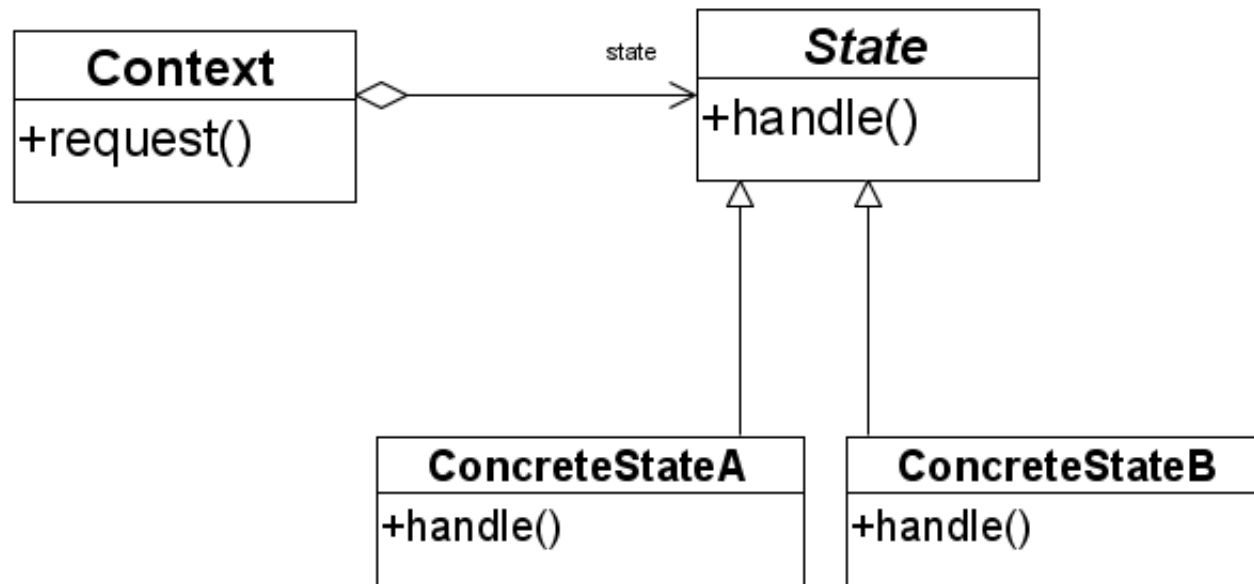 Context
+request()
state
State
+handle()
ConcreteStateA
+handle()
ConcreteStateB
+handle()